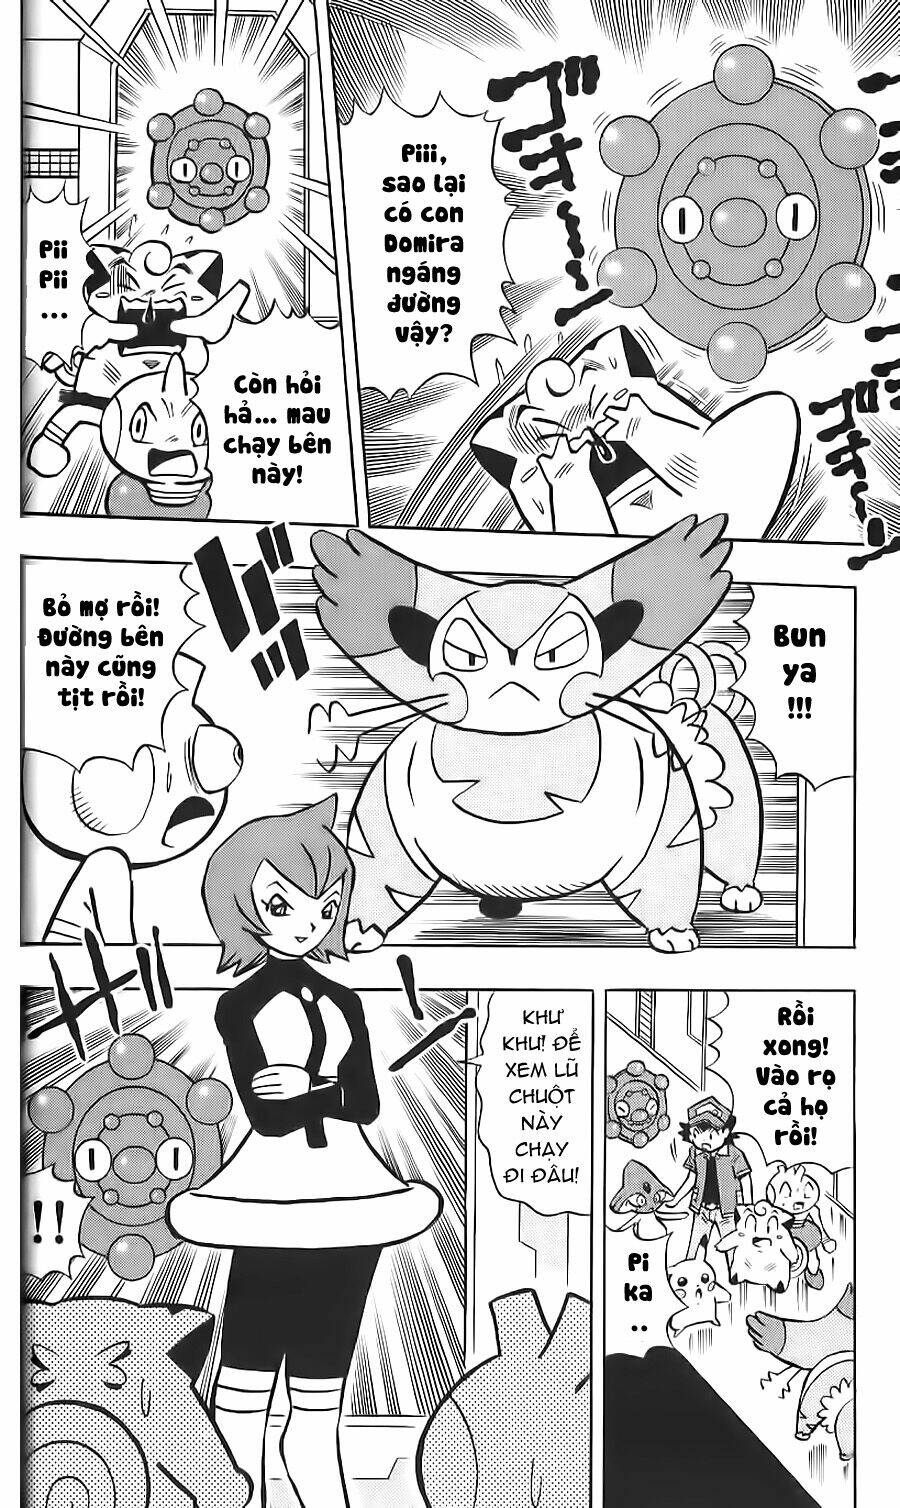 Piii,
sao lại
có con
Domira
ngáng
đường
vậy?
Pii
Pii
...
Còn hỏi
hả... mau
chạy bên
này!
Bun
ya
!!!
Bỏ mợ rồi!
Đường bên
này cũng
tịt rồi!
Rồi
xong!
Vào rọ
cả họ
rồi!
Pi
ka
..
KHƯ
KHƯ! ĐỂ
XEM LŨ
CHUỘT
NÀY
CHẠY
ĐI ĐÂU!
!!